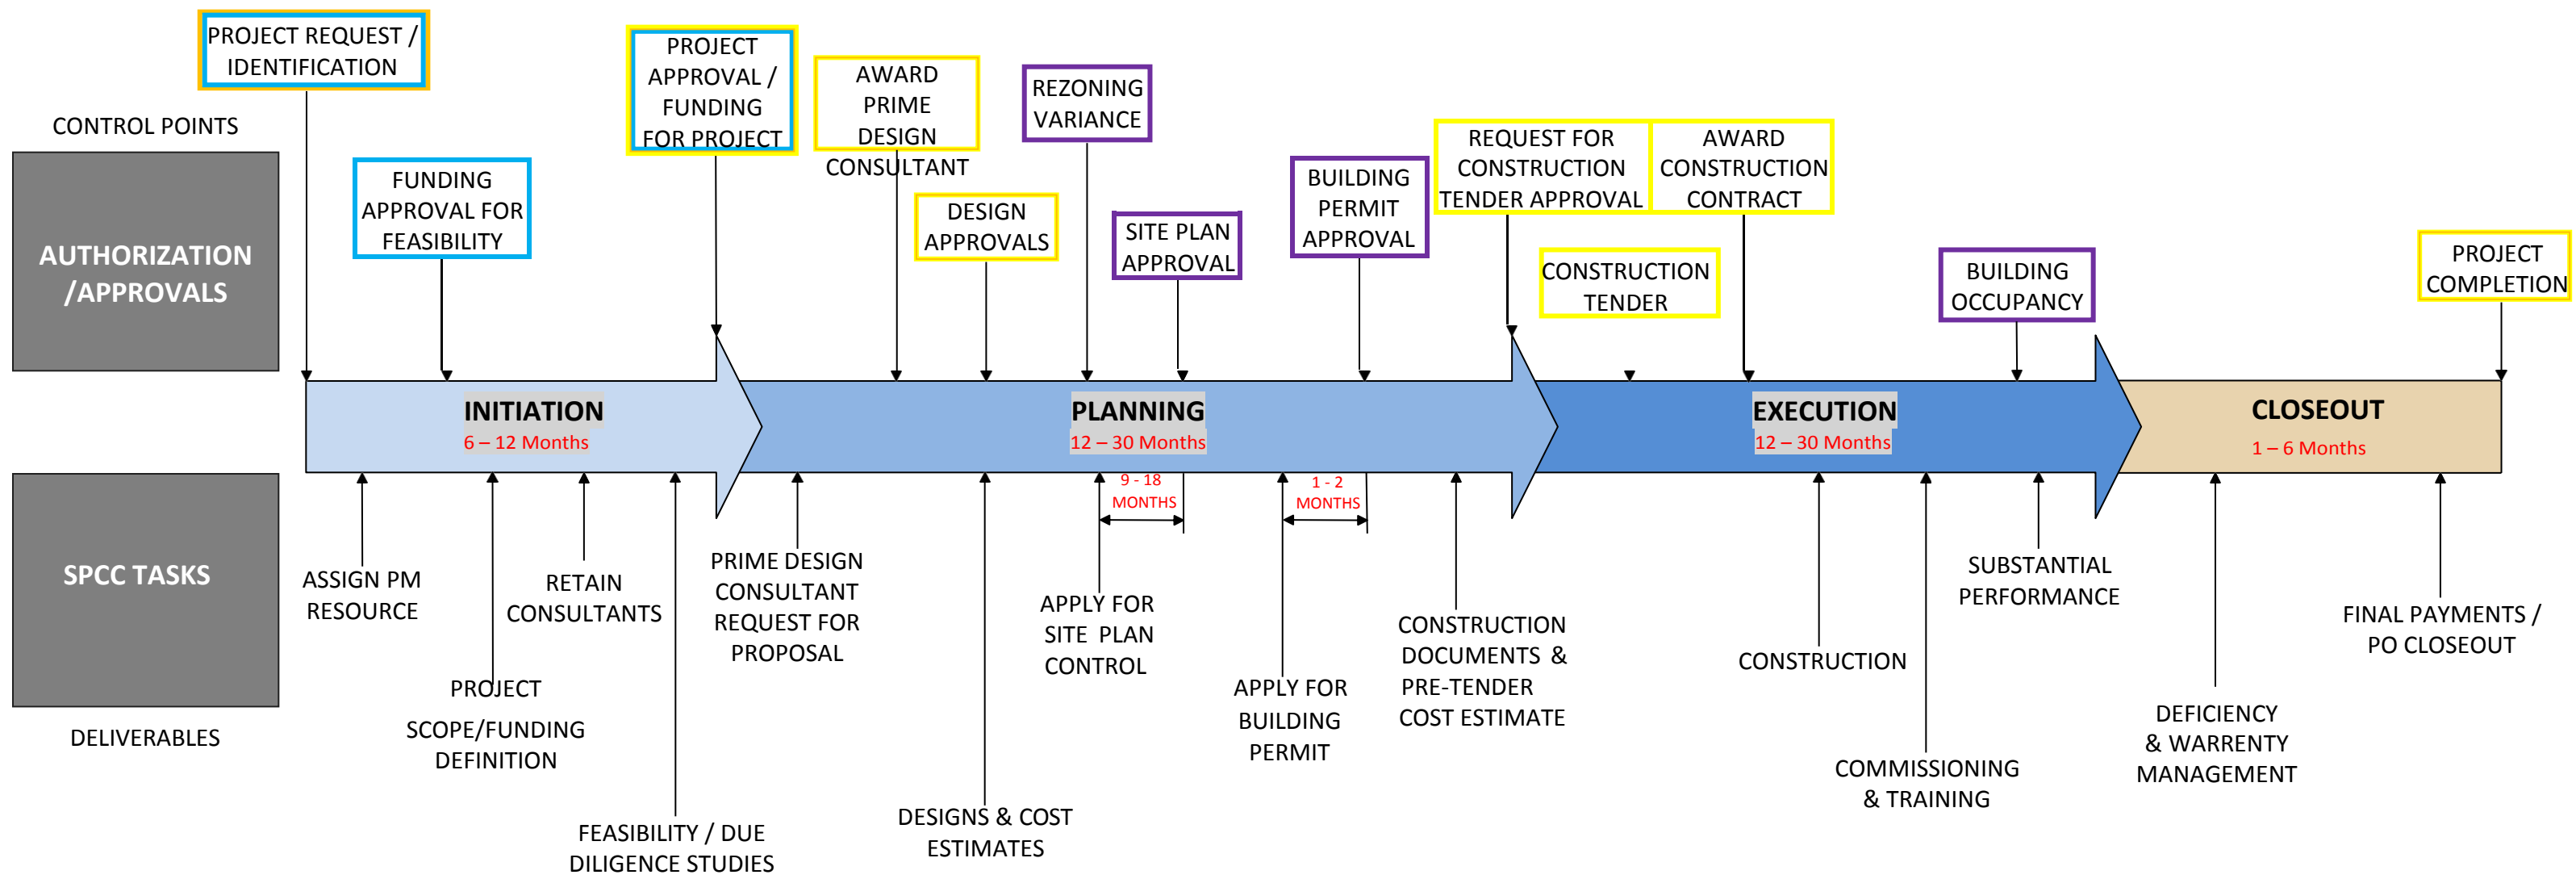 PROJECT REQUEST /
IDENTIFICATION
PROJECT
APPROVAL /
FUNDING
FOR PROJECT
AWARD
PRIME
DESIGN
CONSULTANT
REZONING
VARIANCE
CONTROL POINTS
REQUEST FOR
CONSTRUCTION
TENDER APPROVAL
AWARD
CONSTRUCTION
CONTRACT
FUNDING
APPROVAL FOR
FEASIBILITY
BUILDING
PERMIT
APPROVAL
DESIGN
APPROVALS
SITE PLAN
APPROVAL
AUTHORIZATION
/APPROVALS
CONSTRUCTION
TENDER
BUILDING
OCCUPANCY
PROJECT
COMPLETION
INITIATION
6 – 12 Months
PLANNING
12 – 30 Months
EXECUTION
12 – 30 Months
CLOSEOUT
1 – 6 Months
9 - 18
MONTHS
1 - 2
MONTHS
SPCC TASKS
ASSIGN PM
RESOURCE
RETAIN
CONSULTANTS
PRIME DESIGN
CONSULTANT
REQUEST FOR
PROPOSAL
APPLY FOR
SITE PLAN
CONTROL
CONSTRUCTION
DOCUMENTS &
PRE-TENDER
COST ESTIMATE
CONSTRUCTION
SUBSTANTIAL
PERFORMANCE
FINAL PAYMENTS /
PO CLOSEOUT
PROJECT
SCOPE/FUNDING
DEFINITION
APPLY FOR
BUILDING
PERMIT
DELIVERABLES
DEFICIENCY
& WARRENTY
MANAGEMENT
COMMISSIONING
& TRAINING
FEASIBILITY / DUE
DILIGENCE STUDIES
DESIGNS & COST
ESTIMATES